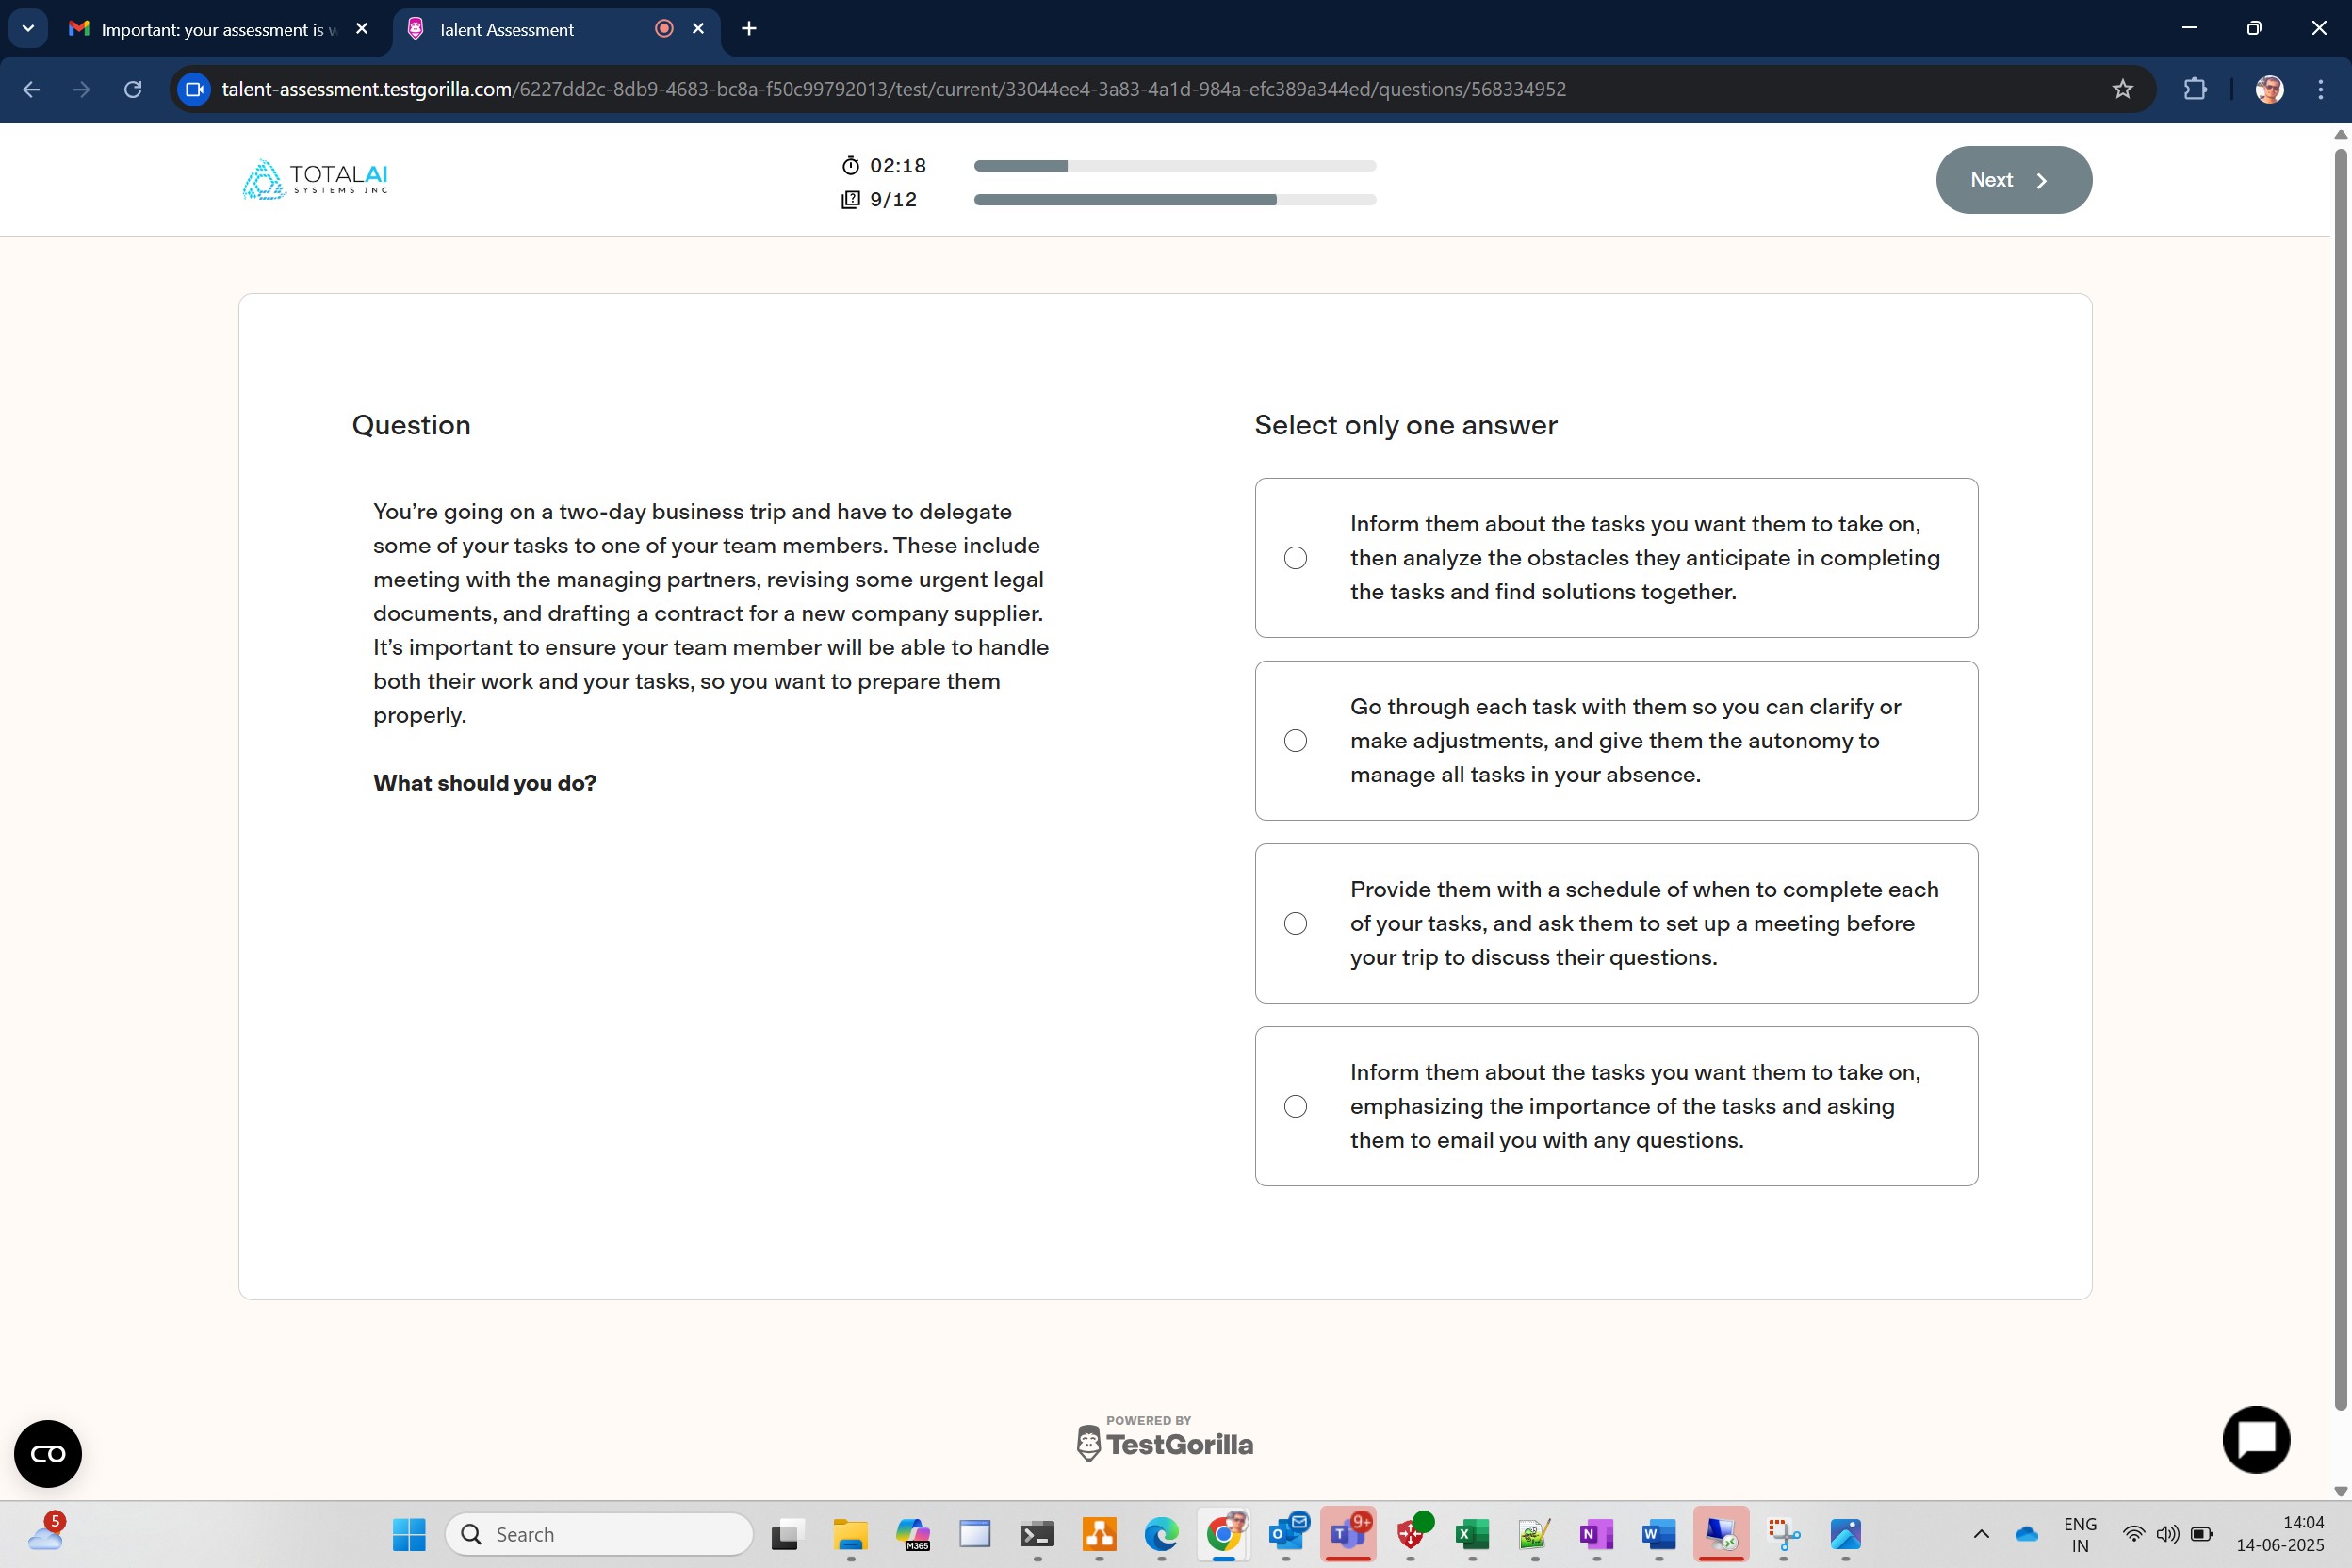 Important: your assessment is w
Talent Assessment
talent-assessment.testgorilla.com/6227dd2c-8db9-4683-bc8a-f50c99792013/test/current/33044ee4-3a83-4a1d-984a-efc389a344ed/questions/568334952
TOTALAI
SYSTEMS INC
02:18
9/12
Next
Question
You’re going on a two-day business trip and have to delegate
some of your tasks to one of your team members. These include
meeting with the managing partners, revising some urgent legal
documents, and drafting a contract for a new company supplier.
It’s important to ensure your team member will be able to handle
both their work and your tasks, so you want to prepare them
properly.
What should you do?
Select only one answer
Inform them about the tasks you want them to take on,
then analyze the obstacles they anticipate in completing
the tasks and find solutions together.
Go through each task with them so you can clarify or
make adjustments, and give them the autonomy to
manage all tasks in your absence.
Provide them with a schedule of when to complete each
of your tasks, and ask them to set up a meeting before
your trip to discuss their questions.
Inform them about the tasks you want them to take on,
emphasizing the importance of the tasks and asking
them to email you with any questions.
POWERED BY
TestGorilla
5
Search
M365
9+
ENG
IN
14:04
14-06-2025